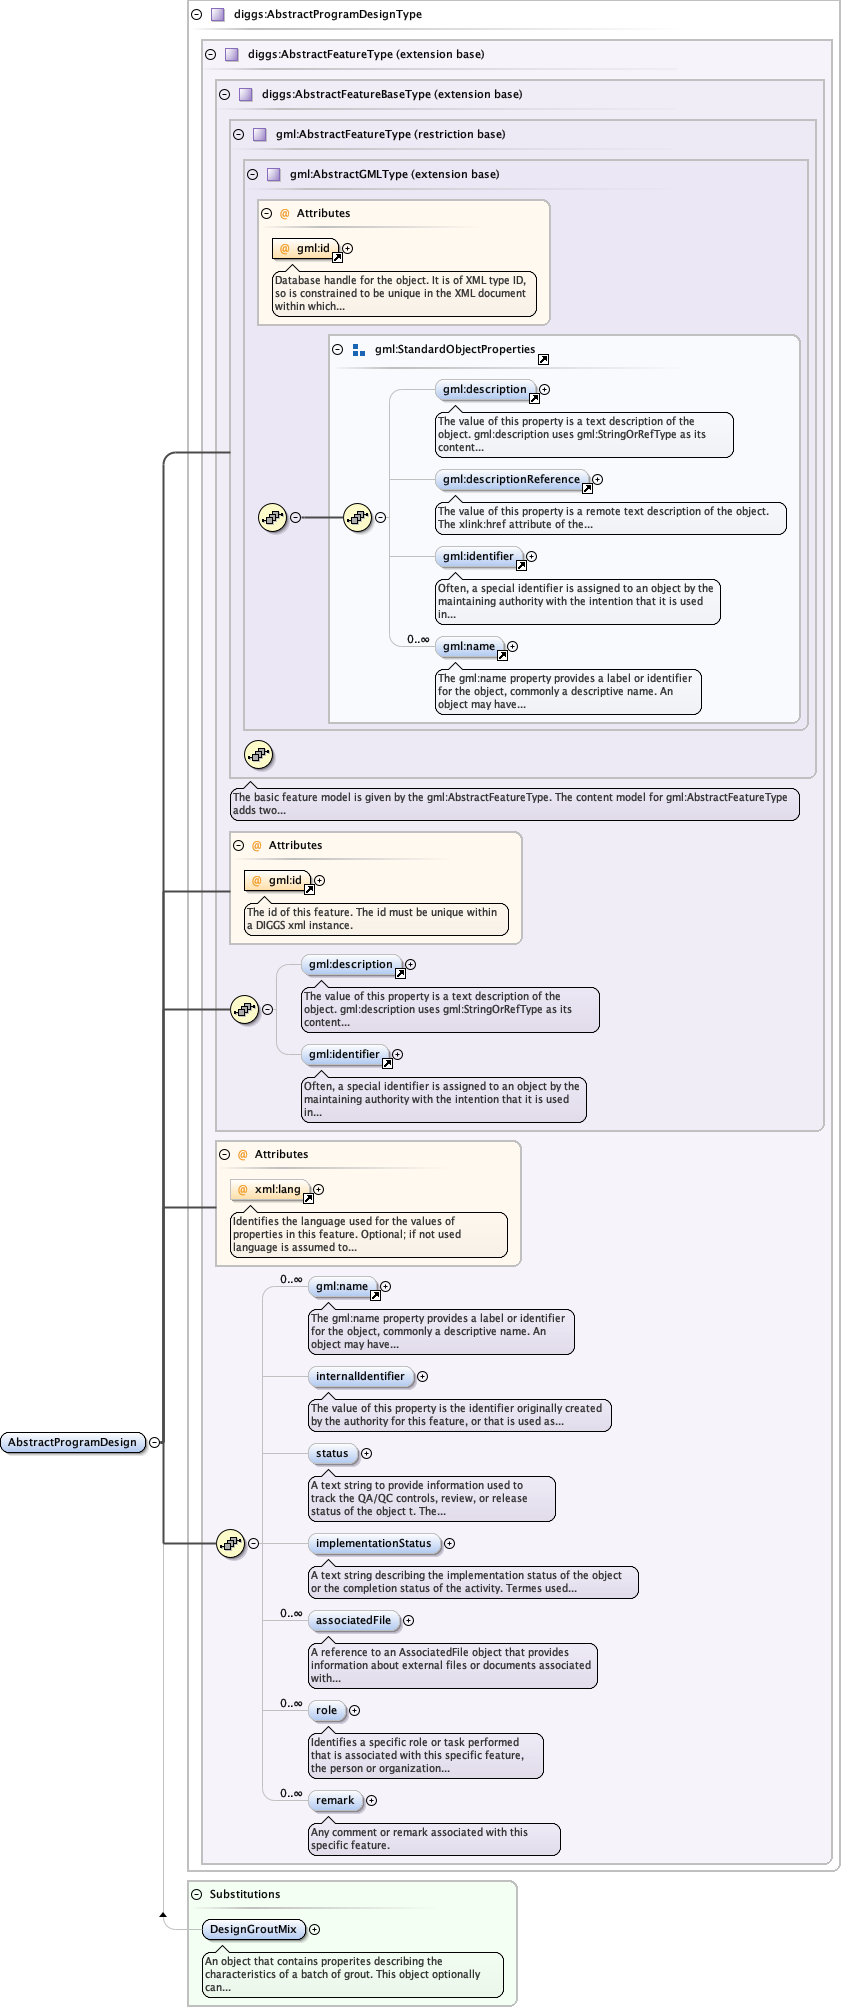 diggs:AbstractProgramDesignType
diggs:AbstractFeatureType (extension base)
diggs:AbstractFeatureBaseType (extension base)
gml:AbstractFeatureType (restriction base)
gml:AbstractGMLType (extension base)
@ Attributes
@ gml:id
Database handle for the object. It is of XML type ID,
so is constrained to be unique in the XML document
within which...
gml:StandardObjectProperties
gml:description
The value of this property is a text description of the
object. gml:description uses gml:StringOrRefType as its
content...
gml:descriptionReference
The value of this property is a remote text description of the object.
The xlink:href attribute of the...
gml:identifier
Often, a special identifier is assigned to an object by the
maintaining authority with the intention that it is used
in...
0..∞ gml:name
The gml:name property provides a label or identifier
for the object, commonly a descriptive name. An
object may have...
The basic feature model is given by the gml:AbstractFeatureType. The content model for gml:AbstractFeatureType
adds two...
@ Attributes
@ gml:id
The id of this feature. The id must be unique within
a DIGGS xml instance.
gml:description
The value of this property is a text description of the
object. gml:description uses gml:StringOrRefType as its
content...
gml:identifier
Often, a special identifier is assigned to an object by the
maintaining authority with the intention that it is used
in...
@ Attributes
@ xml:lang
Identifies the language used for the values of
properties in this feature. Optional; if not used
language is assumed to...
0..∞ gml:name
The gml:name property provides a label or identifier
for the object, commonly a descriptive name. An
object may have...
internalIdentifier
The value of this property is the identifier originally created
by the authority for this feature, or that is used as...
AbstractProgramDesign
status
A text string to provide information used to
track the QA/QC controls, review, or release
status of the object t. The...
implementationStatus
A text string describing the implementation status of the object
or the completion status of the activity. Termes used...
0..∞ associatedFile
A reference to an AssociatedFile object that provides
information about external files or documents associated
with...
0..∞ role
Identifies a specific role or task performed
that is associated with this specific feature,
the person or organization...
0..∞ remark
Any comment or remark associated with this
specific feature.
Substitutions
DesignGroutMix
An object that contains properites describing the
characteristics of a batch of grout. This object optionally
can...